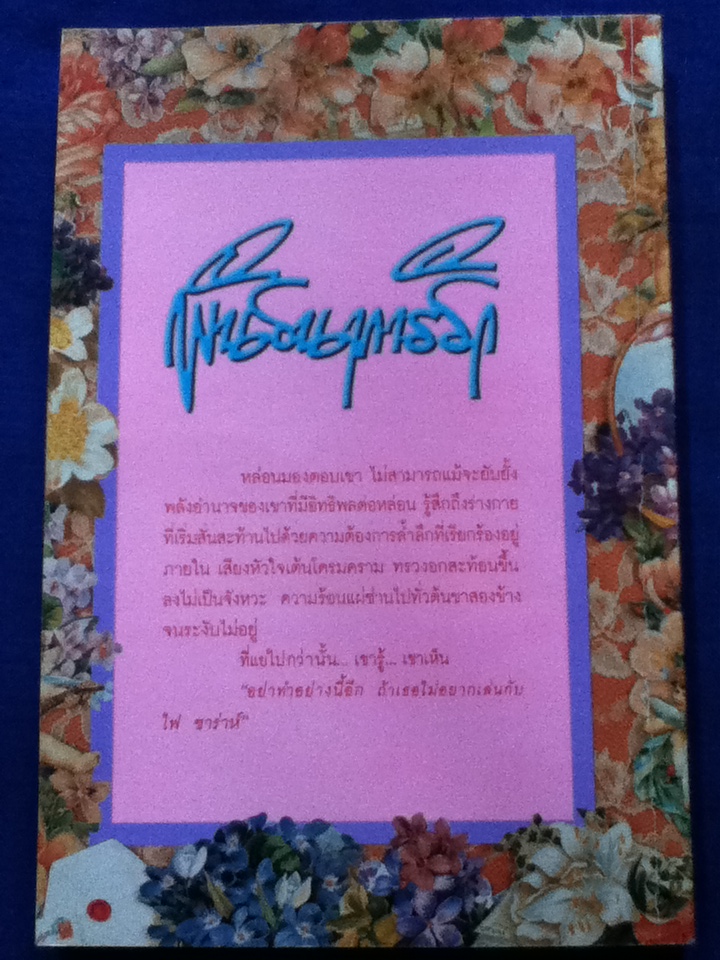 หล่อนมองตอบเขา ไม่สามารถแม้จะยับยั้ง
พลังอำนาจของเขาที่มีอิทธิพลต่อหล่อน รู้สึกถึงร่างกาย
ที่เริ่มสั่นสะท้านไปด้วยความต้องการล้ำลึกที่เรียกร้องอยู่
ภายใน เสียงหัวใจเต้นโครมคราม ทรวงอกสะท้อนขึ้น
ลงไม่เป็นจังหวะ ความร้อนแผ่ซ่านไปทั่วต้นขาสองข้าง
จนระงับไม่อยู่
ที่แย่ไปกว่านั้น... เขารู้... เขาเห็น
"อย่าทำอย่างนี้อีก ถ้าเธอไม่อยากเล่นกับ
ไฟ ซาร่าห์"